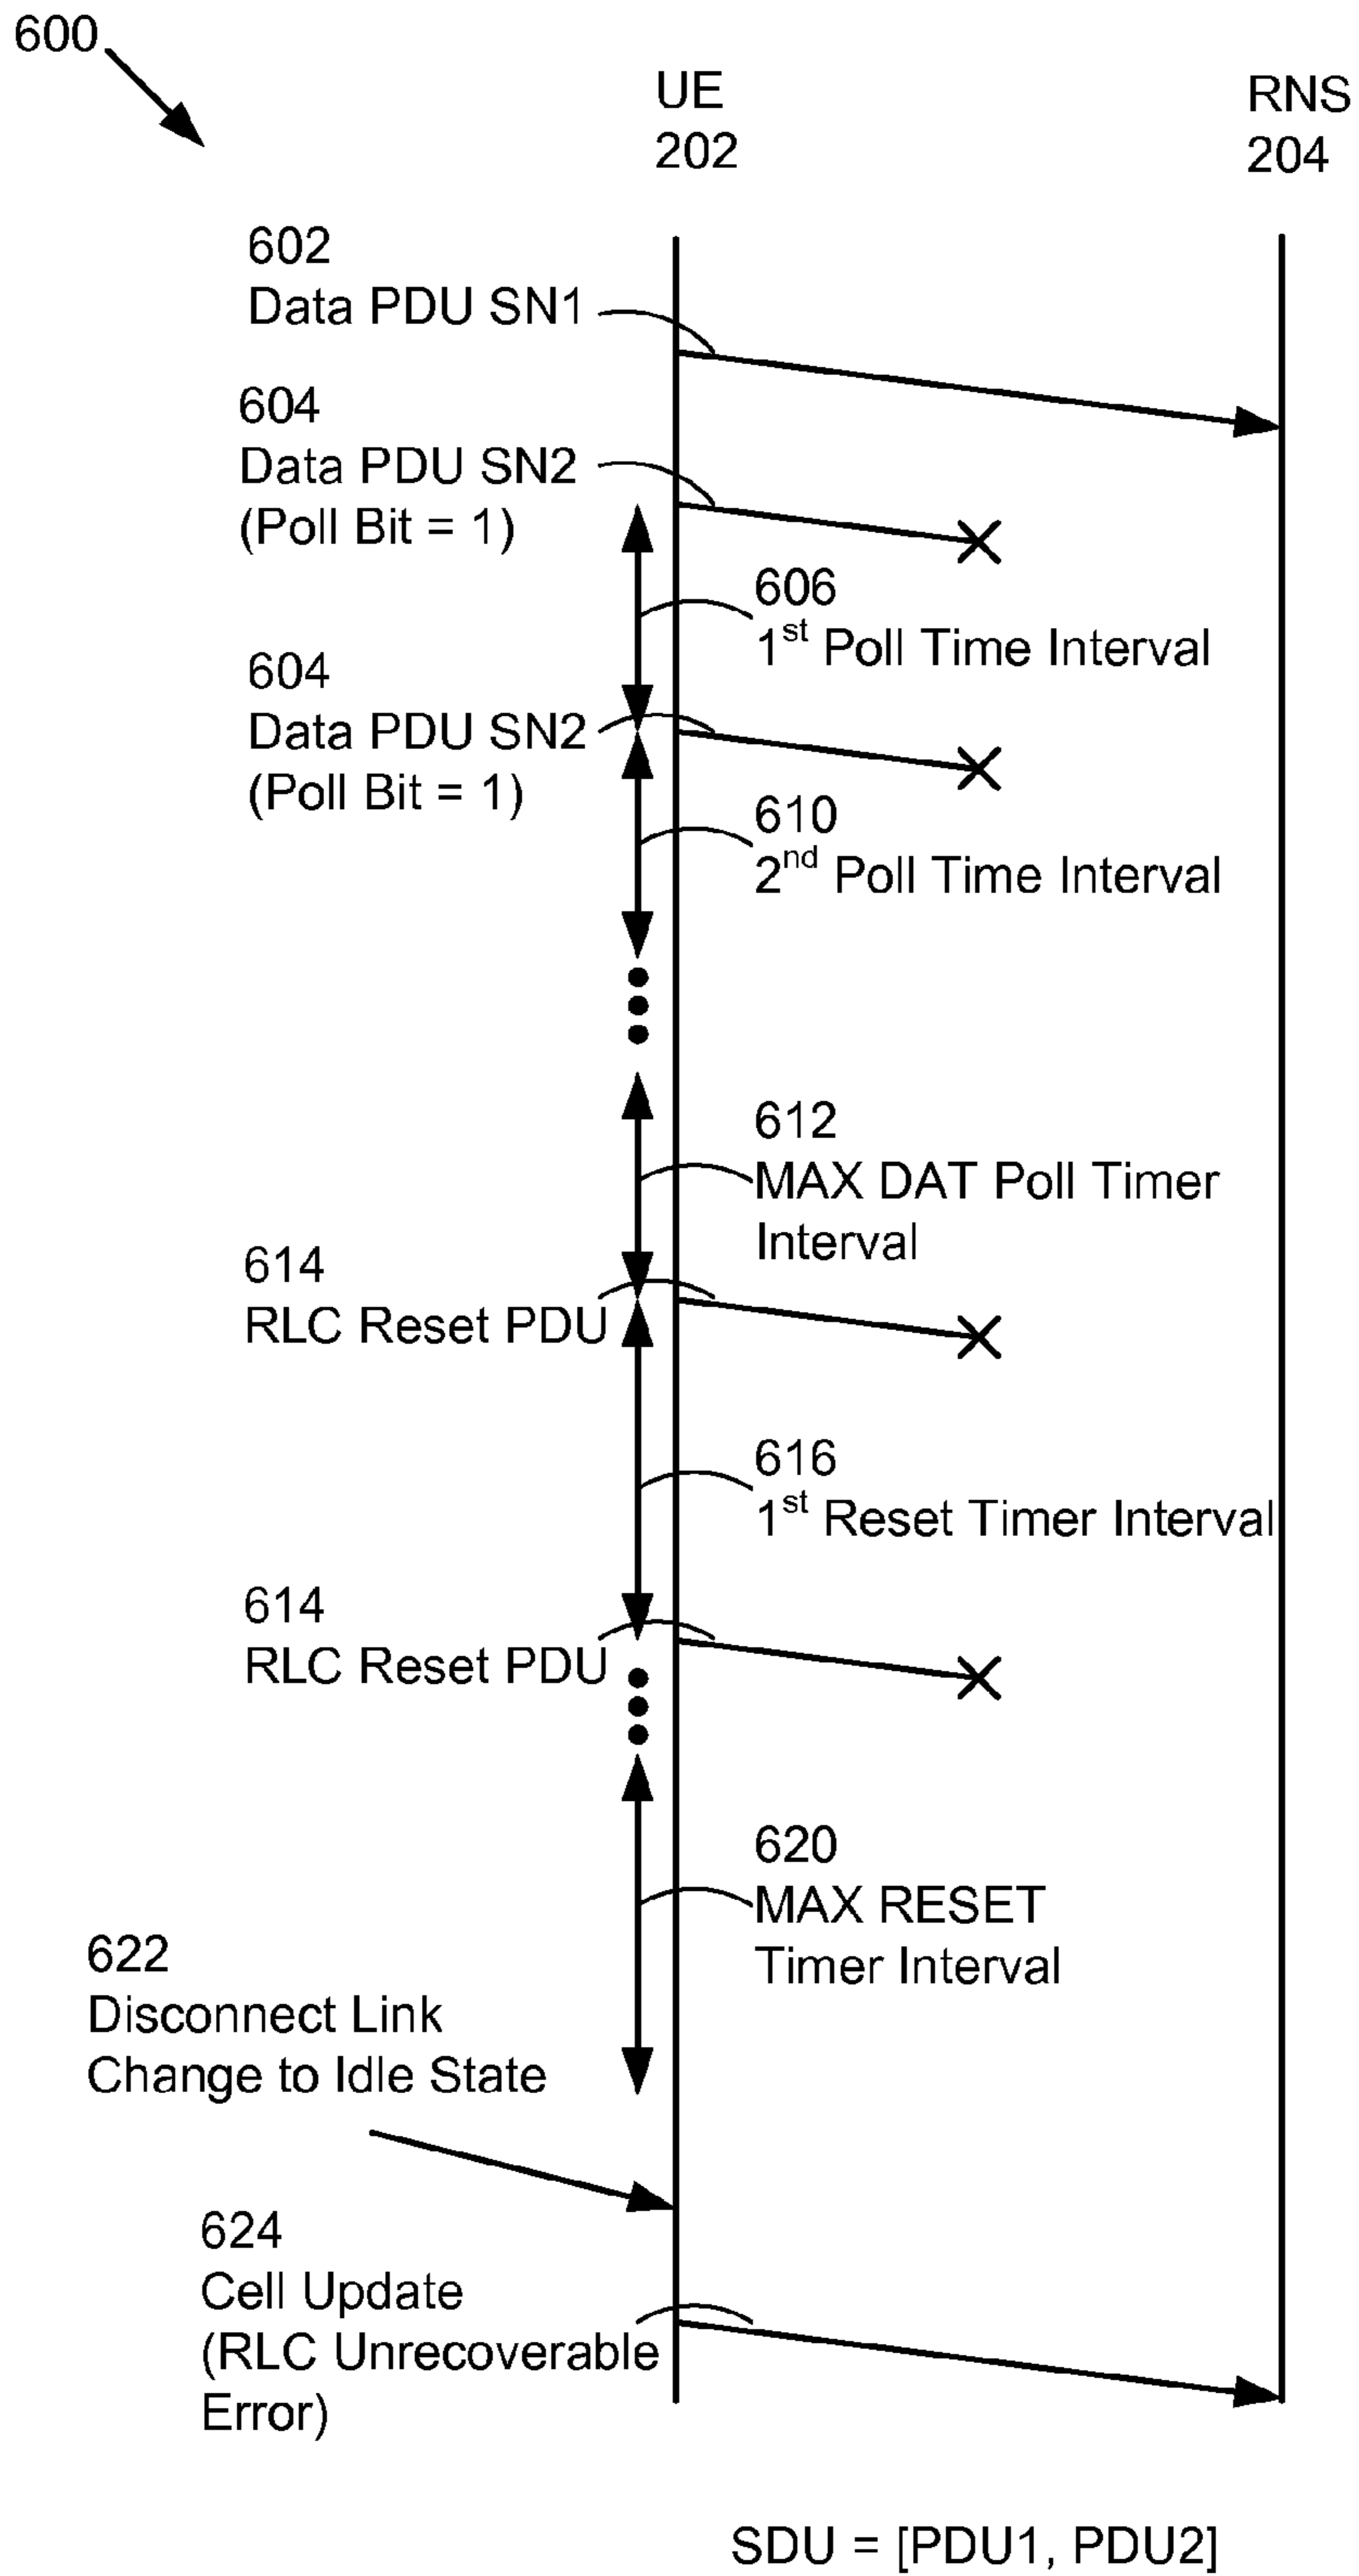 600
UE
202
RNS
204
602
Data PDU SN1
604
Data PDU SN2
(Poll Bit = 1)
606
1st Poll Time Interval
604
Data PDU SN2
(Poll Bit = 1)
610
2nd Poll Time Interval
612
MAX DAT Poll Timer
Interval
614
RLC Reset PDU
616
1st Reset Timer Interval
614
RLC Reset PDU
620
MAX RESET
Timer Interval
622
Disconnect Link
Change to Idle State
624
Cell Update
(RLC Unrecoverable
Error)
SDU = [PDU1, PDU2]